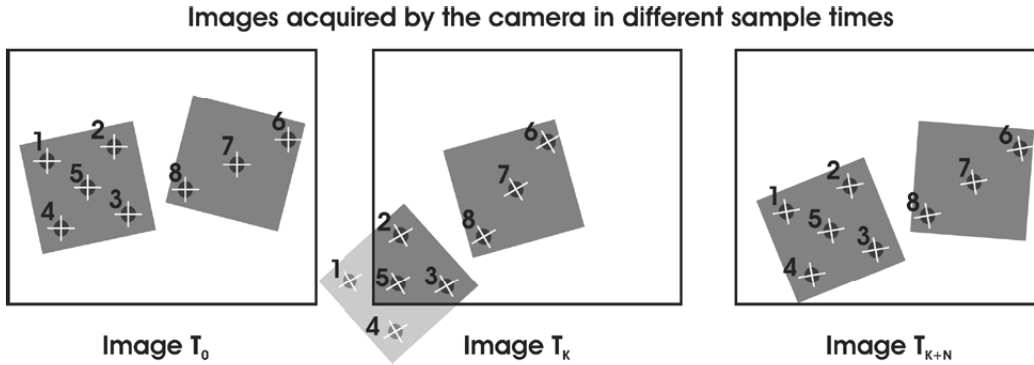 Images acquired by the camera in different sample times
1 2 5 3 4 6 7 8
2 1 5 3 4 6 7 8
1 2 5 3 4 6 7 8
Image T₀
Image Tₖ
Image Tₖ₊ₙ